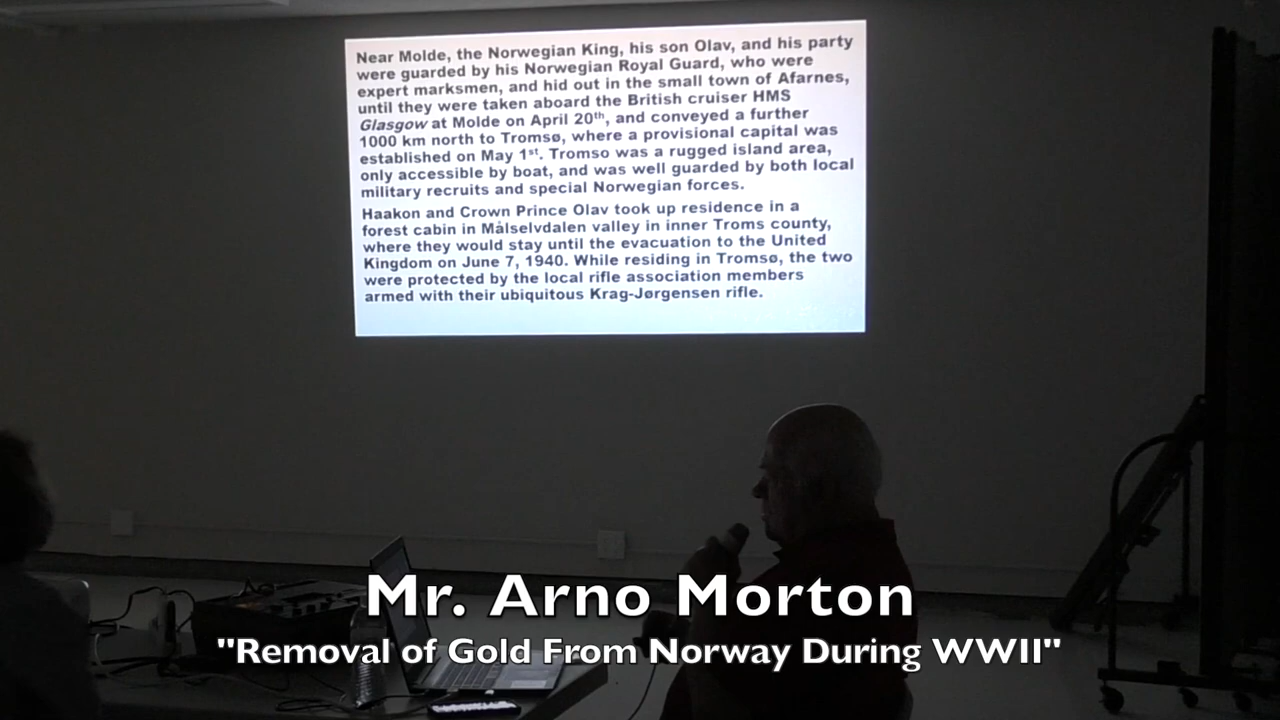 Near Molde, the Norwegian King, his son Olav, and his party
were guarded by his Norwegian Royal Guard, who were
expert marksmen, and hid out in the small town of Afarnes,
until they were taken aboard the British cruiser HMS
Glasgow at Molde on April 20th, and conveyed a further
1000 km north to Tromsø, where a provisional capital was
established on May 1st. Tromso was a rugged island area,
only accessible by boat, and was well guarded by both local
military recruits and special Norwegian forces.
Haakon and Crown Prince Olav took up residence in a
forest cabin in Målselvdalen valley in inner Troms county,
where they would stay until the evacuation to the United
Kingdom on June 7, 1940. While residing in Tromsø, the two
were protected by the local rifle association members
armed with their ubiquitous Krag-Jørgensen rifle.
Mr. Arno Morton
"Removal of Gold From Norway During WWII"